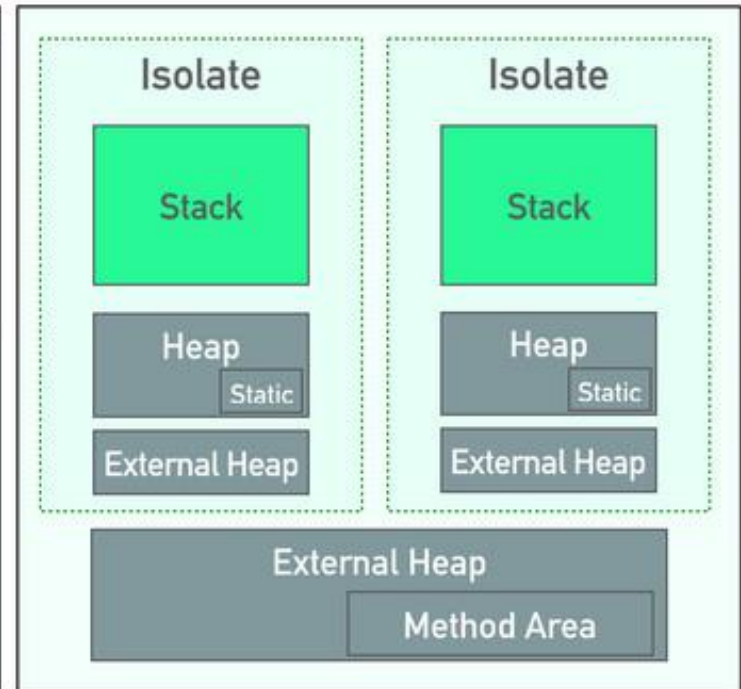 Isolate
Stack
Heap
Static
External Heap
Isolate
Stack
Heap
Static
External Heap
External Heap
Method Area